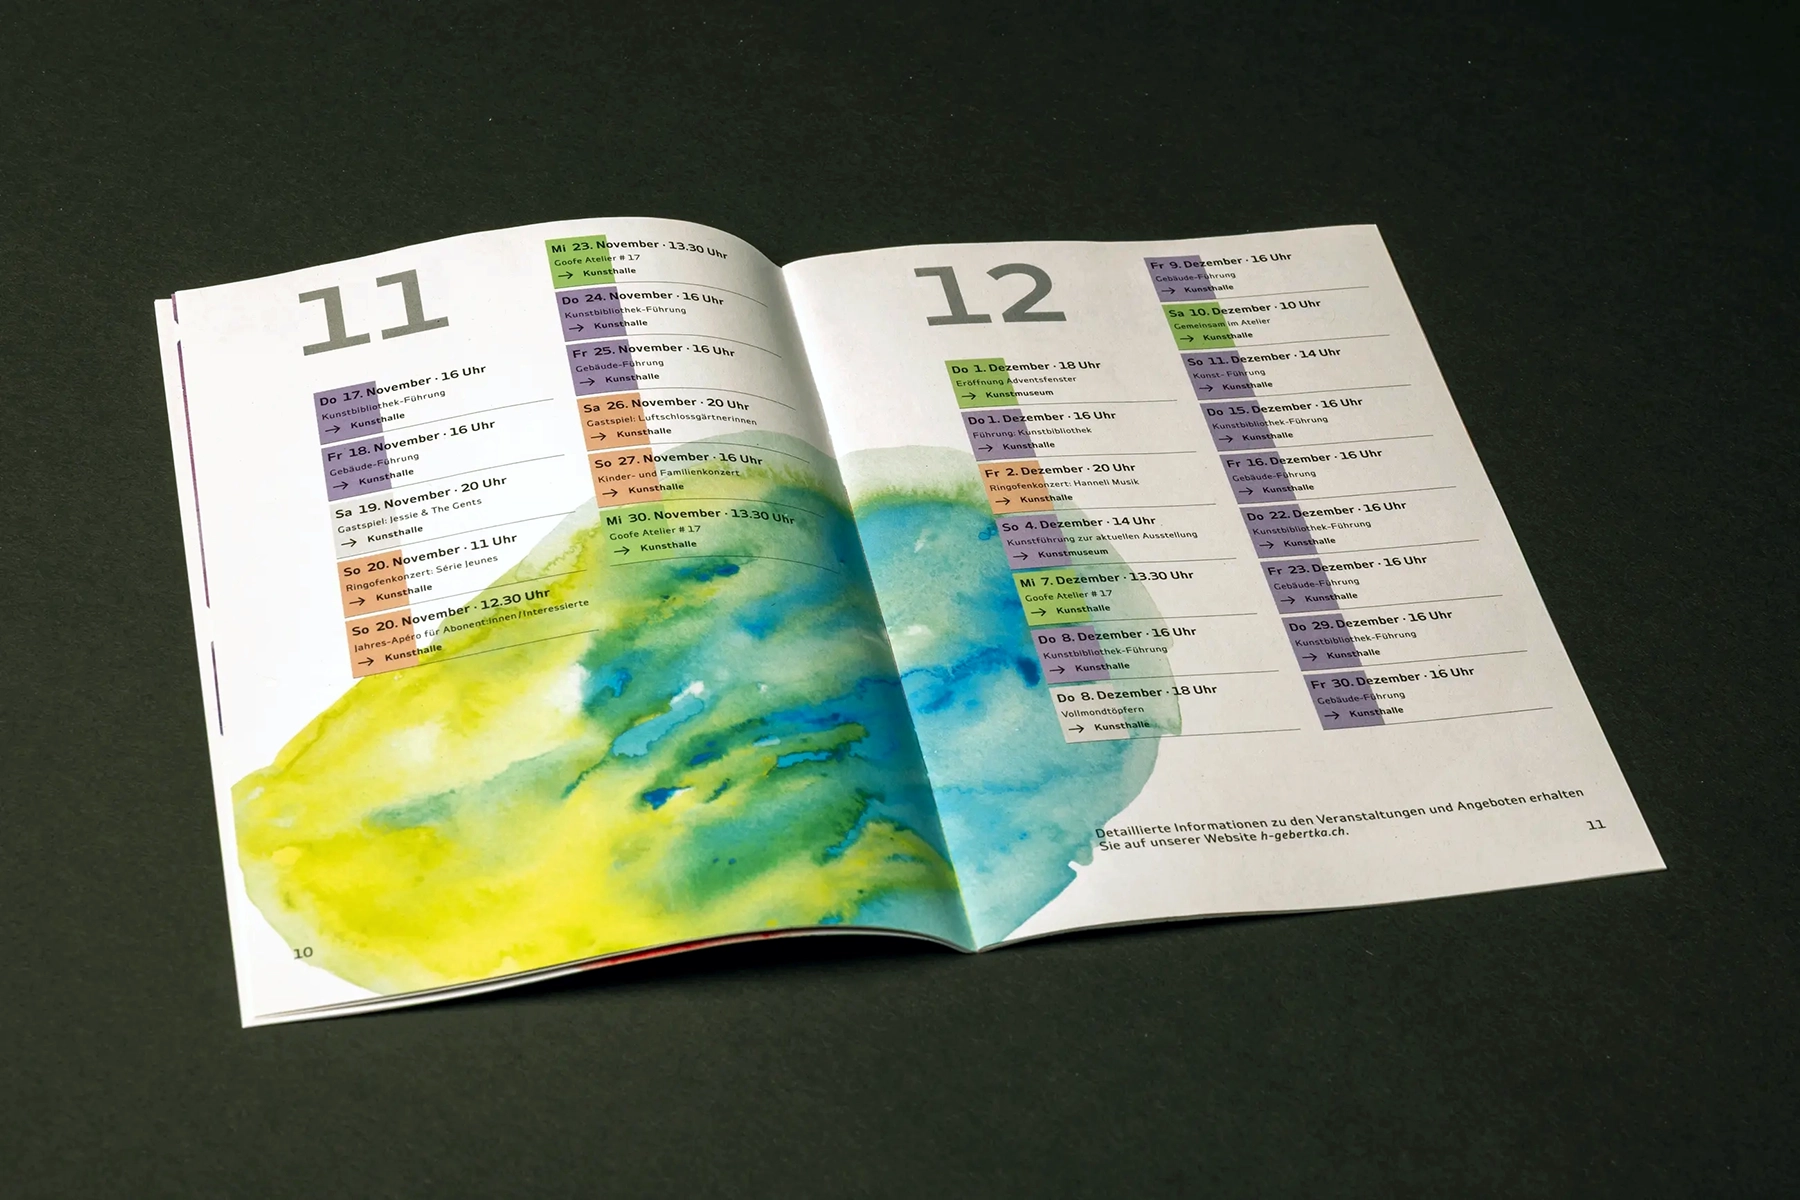 11
Do 17. November · 16 Uhr
Kunstbibliothek-Führung
→ Kunsthalle
Fr 18. November · 16 Uhr
Gebäude-Führung
→ Kunsthalle
Sa 19. November · 20 Uhr
Gastspiel: Jessie & The Gents
→ Kunsthalle
So 20. November · 11 Uhr
Ringofenkonzert: Série Jeunes
→ Kunsthalle
So 20. November · 12.30 Uhr
Jahres-Apéro für Abonent:innen/Interessierte
→ Kunsthalle
Mi 23. November · 13.30 Uhr
Goofe Atelier # 17
→ Kunsthalle
Do 24. November · 16 Uhr
Kunstbibliothek-Führung
→ Kunsthalle
Fr 25. November · 16 Uhr
Gebäude-Führung
→ Kunsthalle
Sa 26. November · 20 Uhr
Gastspiel: Luftschlossgärtnerinnen
→ Kunsthalle
So 27. November · 16 Uhr
Kinder- und Familienkonzert
→ Kunsthalle
Mi 30. November · 13.30 Uhr
Goofe Atelier # 17
→ Kunsthalle
10
12
Do 1. Dezember · 18 Uhr
Eröffnung Adventsfenster
→ Kunstmuseum
Do 1. Dezember · 16 Uhr
Führung: Kunstbibliothek
→ Kunsthalle
Fr 2. Dezember · 20 Uhr
Ringofenkonzert: Hanneli Musik
→ Kunsthalle
So 4. Dezember · 14 Uhr
Kunstführung zur aktuellen Ausstellung
→ Kunstmuseum
Mi 7. Dezember · 13.30 Uhr
Goofe Atelier # 17
→ Kunsthalle
Do 8. Dezember · 16 Uhr
Kunstbibliothek-Führung
→ Kunsthalle
Do 8. Dezember · 18 Uhr
Vollmondtöpfern
→ Kunsthalle
Fr 9. Dezember · 16 Uhr
Gebäude-Führung
→ Kunsthalle
Sa 10. Dezember · 10 Uhr
Gemeinsam im Atelier
→ Kunsthalle
So 11. Dezember · 14 Uhr
Kunst- Führung
→ Kunsthalle
Do 15. Dezember · 16 Uhr
Kunstbibliothek-Führung
→ Kunsthalle
Fr 16. Dezember · 16 Uhr
Gebäude-Führung
→ Kunsthalle
Do 22. Dezember · 16 Uhr
Kunstbibliothek-Führung
→ Kunsthalle
Fr 23. Dezember · 16 Uhr
Gebäude-Führung
→ Kunsthalle
Do 29. Dezember · 16 Uhr
Kunstbibliothek-Führung
→ Kunsthalle
Fr 30. Dezember · 16 Uhr
Gebäude-Führung
→ Kunsthalle
Detaillierte Informationen zu den Veranstaltungen und Angeboten erhalten
Sie auf unserer Website h-gebertka.ch.
11